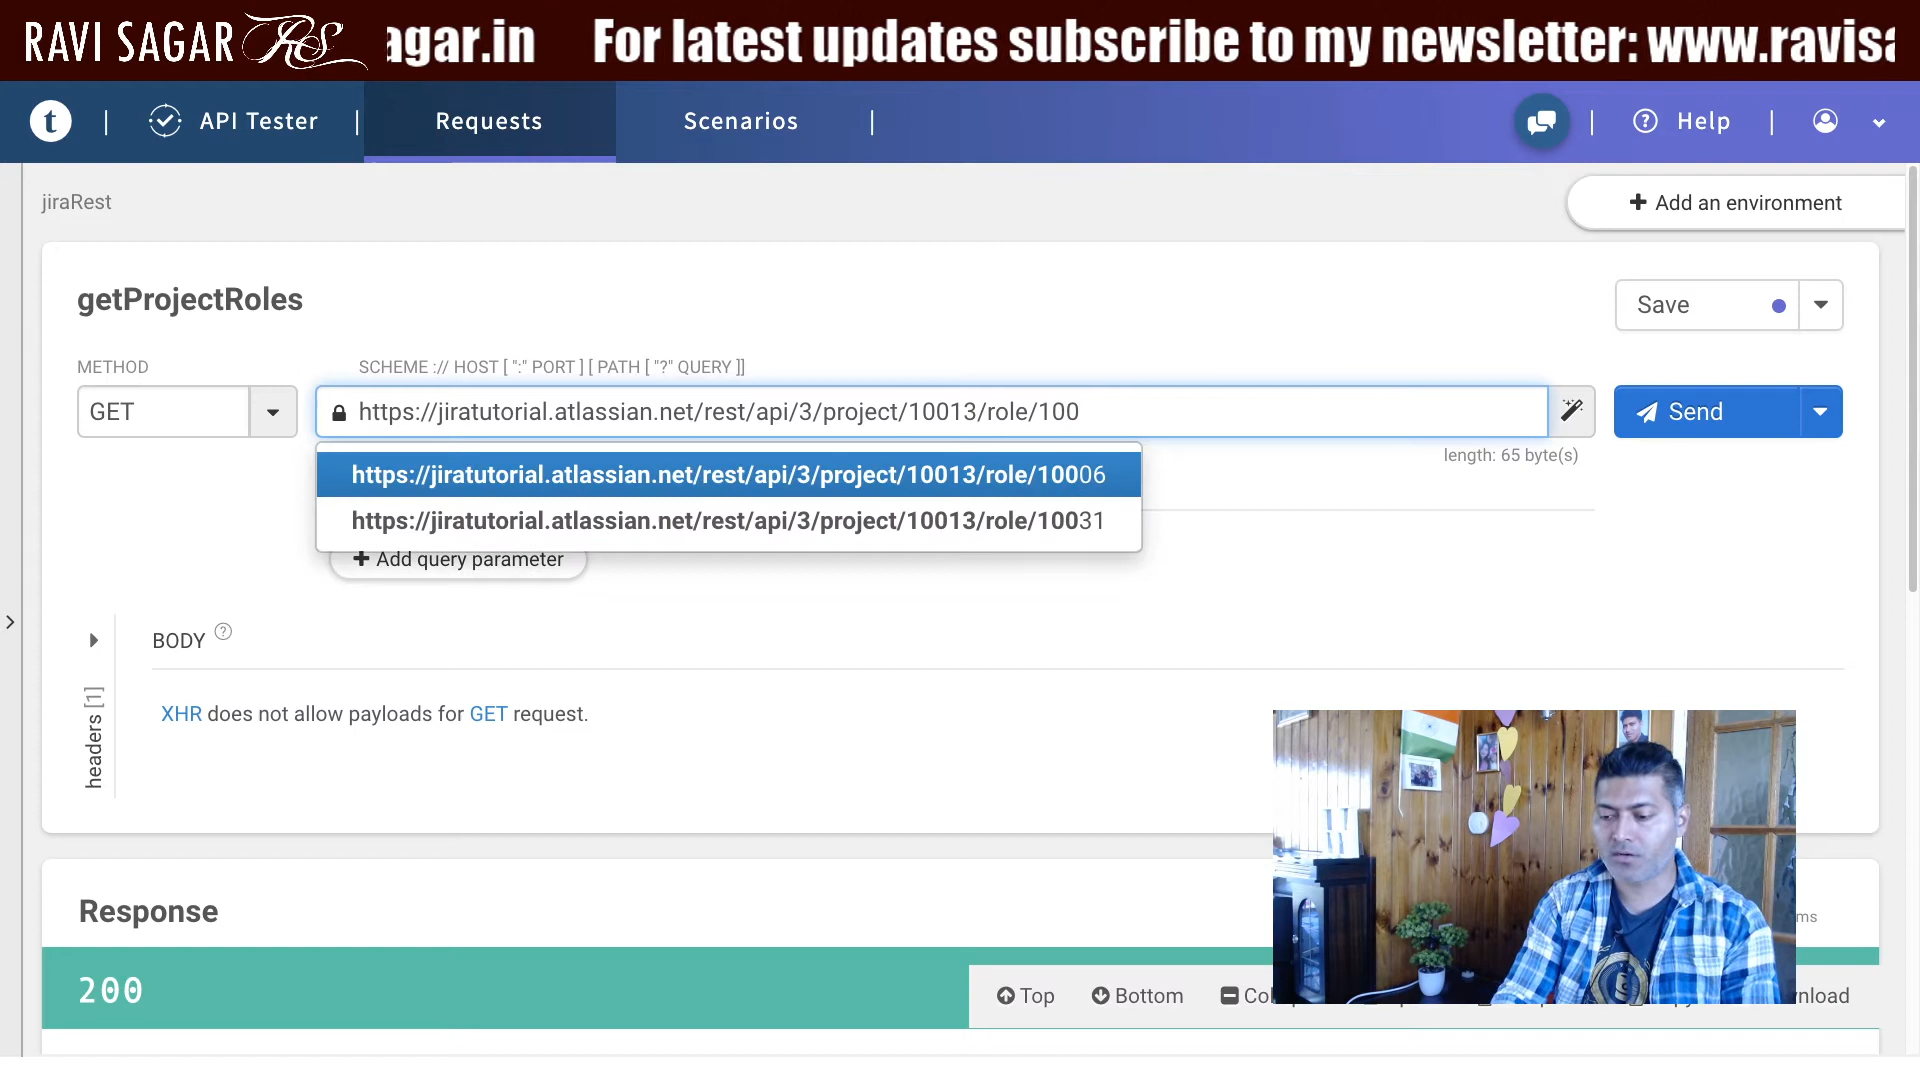 RAVI SAGAR RS agar.in For latest updates subscribe to my newsletter: www.ravisa
t | API Tester | Requests Scenarios | | Help |
jiraRest
Add an environment
getProjectRoles
Save
METHOD
SCHEME :// HOST [ ":" PORT ] [ PATH [ "?" QUERY ]]
GET
https://jiratutorial.atlassian.net/rest/api/3/project/10013/role/100
Send
length: 65 byte(s)
https://jiratutorial.atlassian.net/rest/api/3/project/10013/role/10006
https://jiratutorial.atlassian.net/rest/api/3/project/10013/role/10031
Add query parameter
BODY ?
headers [1]
XHR does not allow payloads for GET request.
Response
ms
200
Top Bottom Col nload